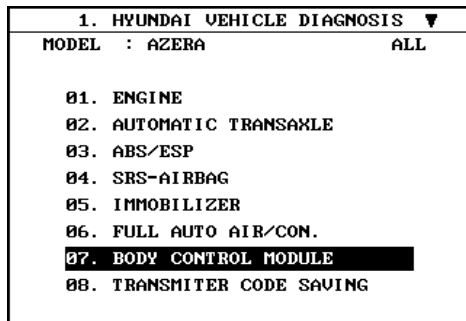 1. HYUNDAI VEHICLE DIAGNOSIS ▼
MODEL : AZERA ALL
01. ENGINE
02. AUTOMATIC TRANSAXLE
03. ABS/ESP
04. SRS-AIRBAG
05. IMMOBILIZER
06. FULL AUTO AIR/CON.
07. BODY CONTROL MODULE
08. TRANSMITER CODE SAVING